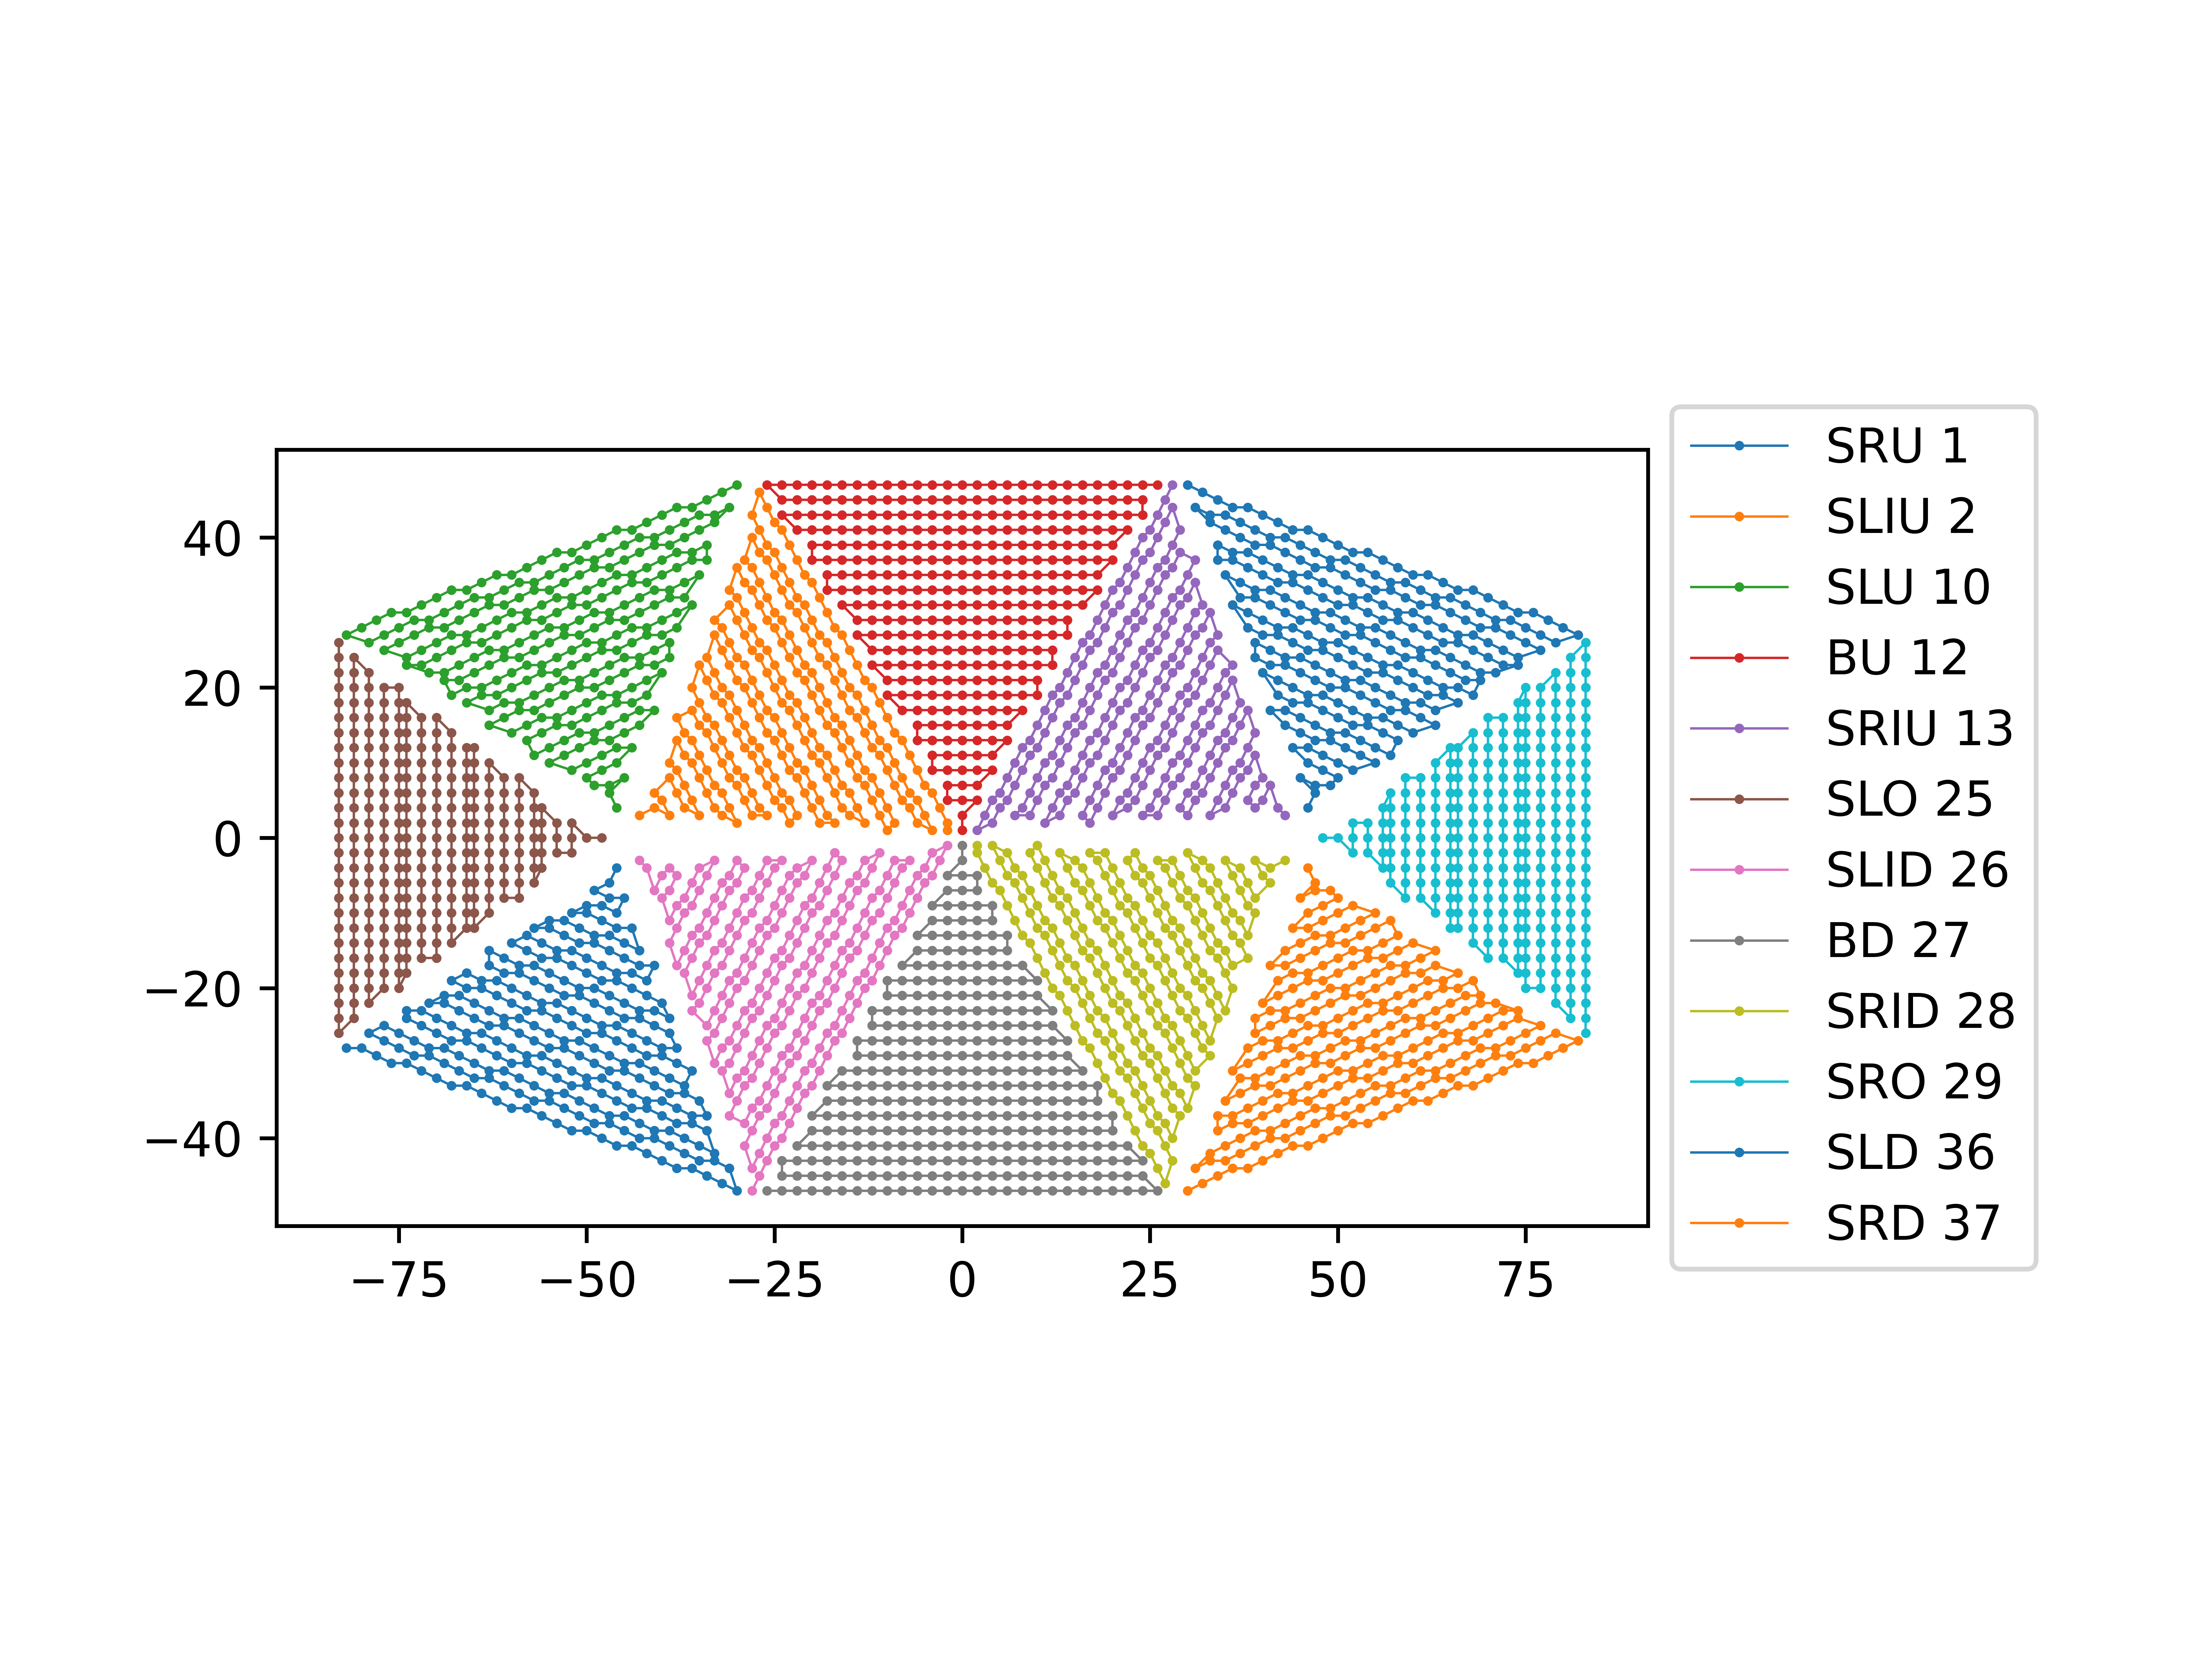 40
20
0
−20
−40
−75 −50 −25 0 25 50 75
SRU 1
SLIU 2
SLU 10
BU 12
SRIU 13
SLO 25
SLID 26
BD 27
SRID 28
SRO 29
SLD 36
SRD 37